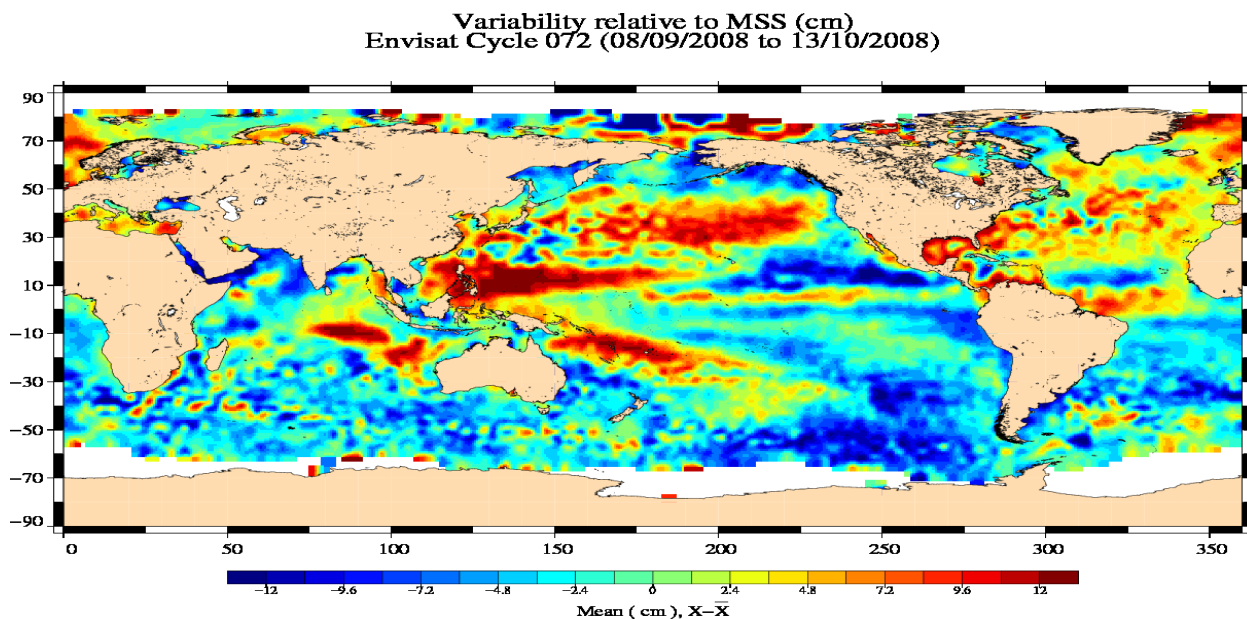 Variability relative to MSS (cm)
Envisat Cycle 072 (08/09/2008 to 13/10/2008)
90
70
50
30
10
−10
−30
−50
−70
−90
0 50 100 150 200 250 300 350
−12 −9.6 −7.2 −4.8 −2.4 0 2.4 4.8 7.2 9.6 12
Mean ( cm ), X−X̄